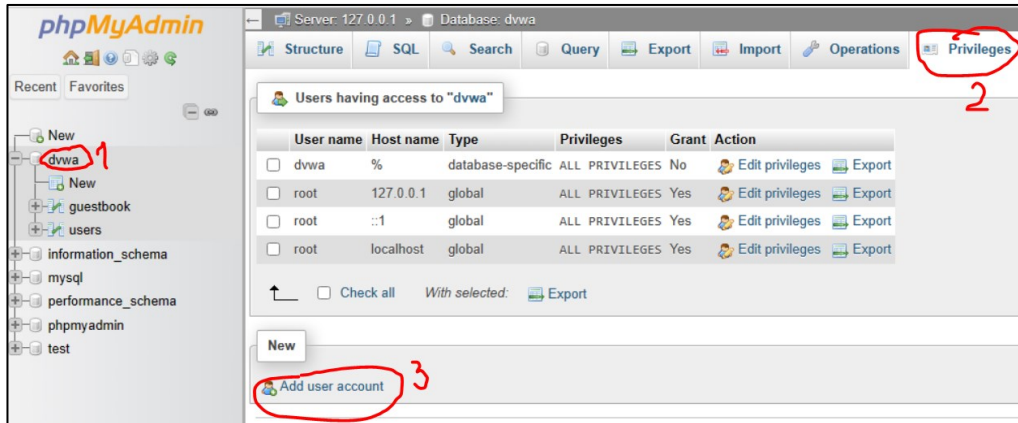 phpMyAdmin
Recent Favorites
New
dvwa 1
New
guestbook
users
information_schema
mysql
performance_schema
phpmyadmin
test
Server: 127.0.0.1 » Database: dvwa
Structure SQL Search Query Export Import Operations Privileges
2
Users having access to "dvwa"
User name Host name Type Privileges Grant Action
dvwa % database-specific ALL PRIVILEGES No Edit privileges Export
root 127.0.0.1 global ALL PRIVILEGES Yes Edit privileges Export
root ::1 global ALL PRIVILEGES Yes Edit privileges Export
root localhost global ALL PRIVILEGES Yes Edit privileges Export
Check all With selected: Export
New
Add user account 3